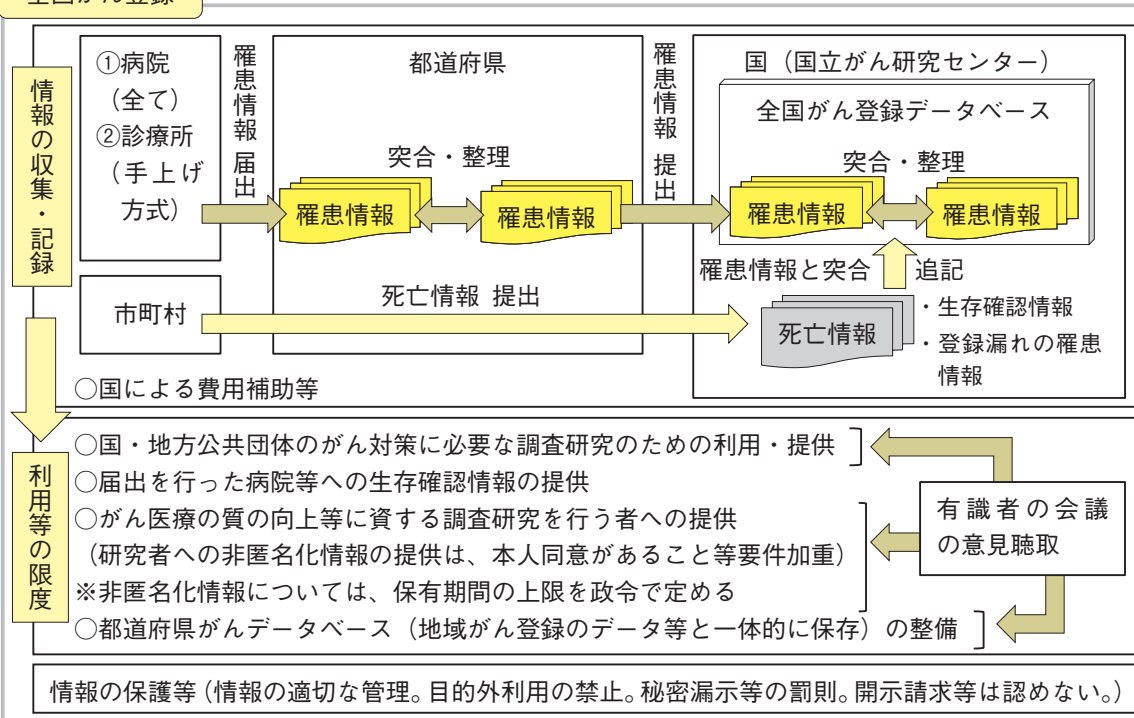 全国がん登録
情報の収集・記録
①病院
（全て）
②診療所
（手上げ
方式）
罹患情報 届出
都道府県
突合・整理
罹患情報
罹患情報
罹患情報 提出
国（国立がん研究センター）
全国がん登録データベース
突合・整理
罹患情報
罹患情報
罹患情報と突合
追記
市町村
死亡情報 提出
死亡情報
・生存確認情報
・登録漏れの罹患
情報
○国による費用補助等
利用等の限度
○国・地方公共団体のがん対策に必要な調査研究のための利用・提供
○届出を行った病院等への生存確認情報の提供
○がん医療の質の向上等に資する調査研究を行う者への提供
（研究者への非匿名化情報の提供は、本人同意があること等要件加重）
※非匿名化情報については、保有期間の上限を政令で定める
○都道府県がんデータベース（地域がん登録のデータ等と一体的に保存）の整備
有識者の会議
の意見聴取
情報の保護等（情報の適切な管理。目的外利用の禁止。秘密漏示等の罰則。開示請求等は認めない。）